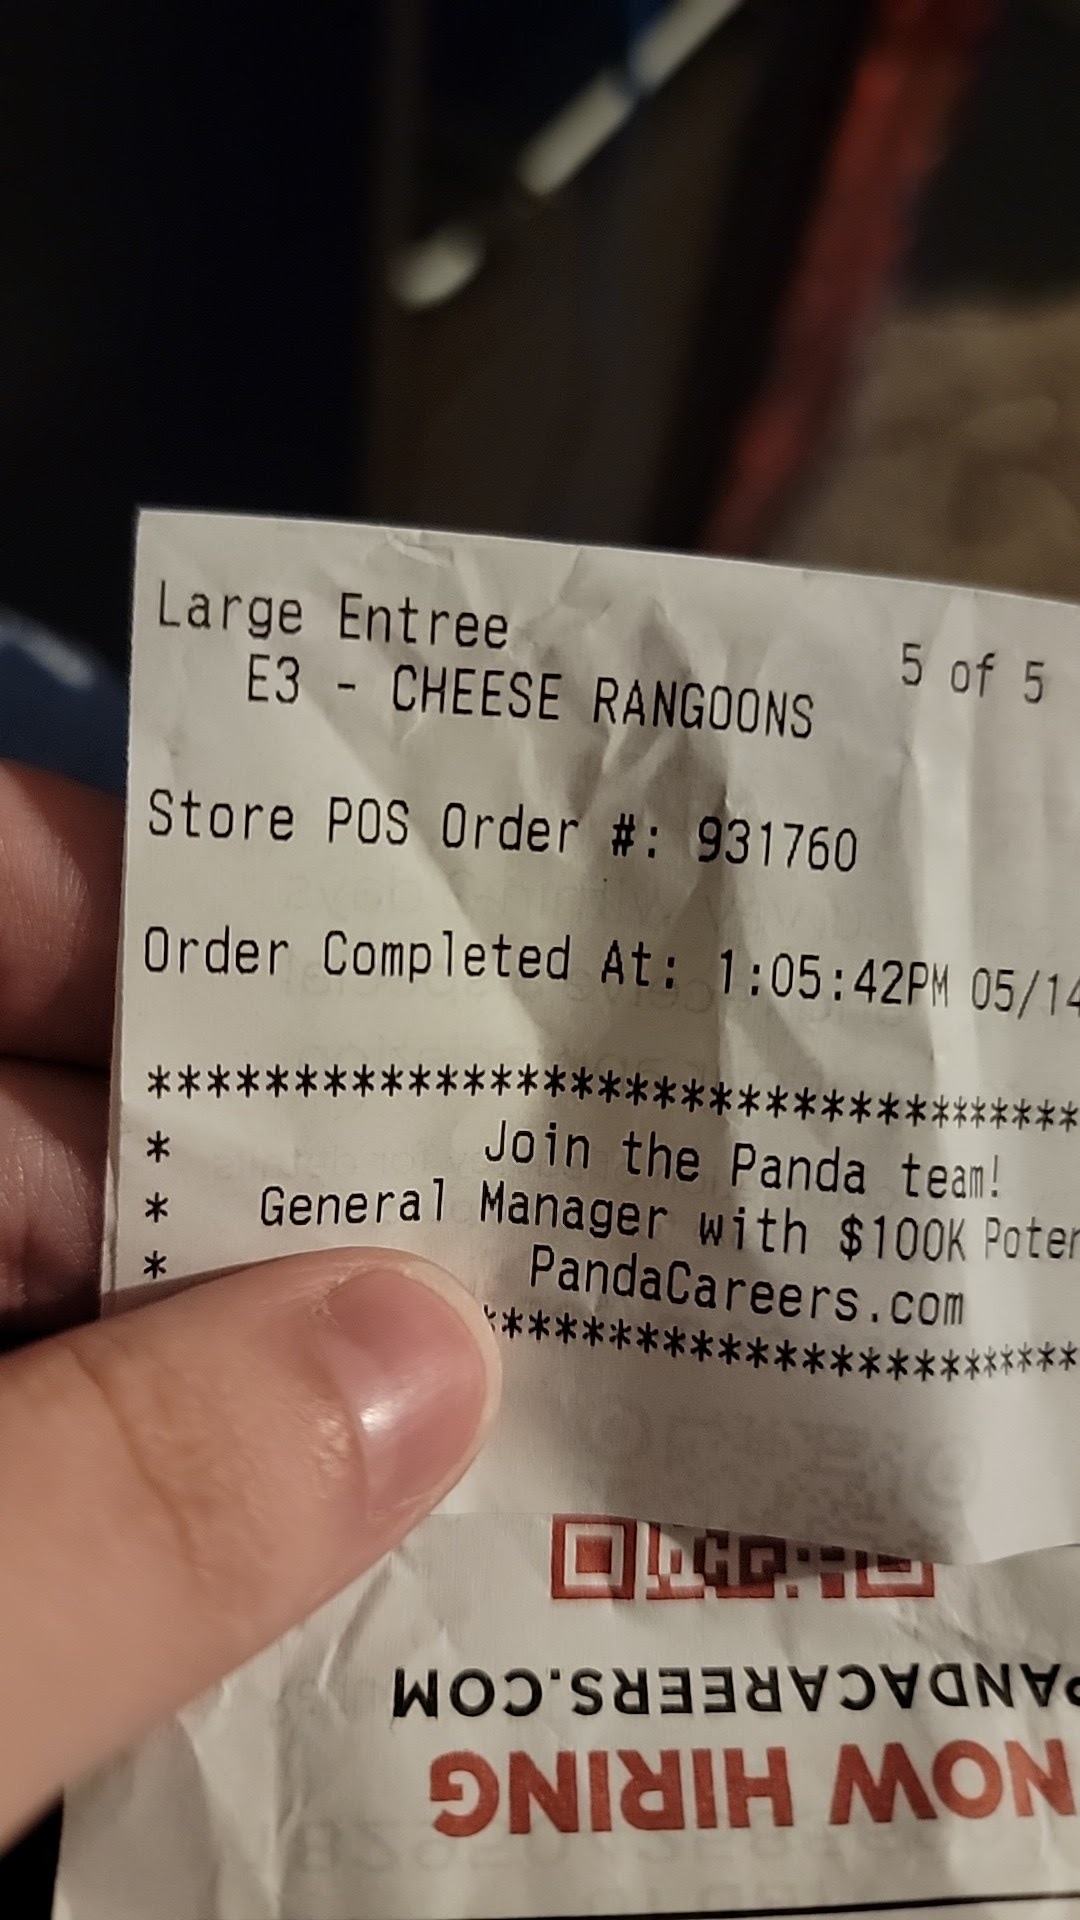 Large Entree
5 of 5
E3 - CHEESE RANGOONS
Store POS Order #: 931760
Order Completed At: 1:05:42PM 05/14
*************************************
* Join the Panda team!
* General Manager with $100K Poten
* PandaCareers.com
**********************
PANDACAREERS.COM
NOW HIRING